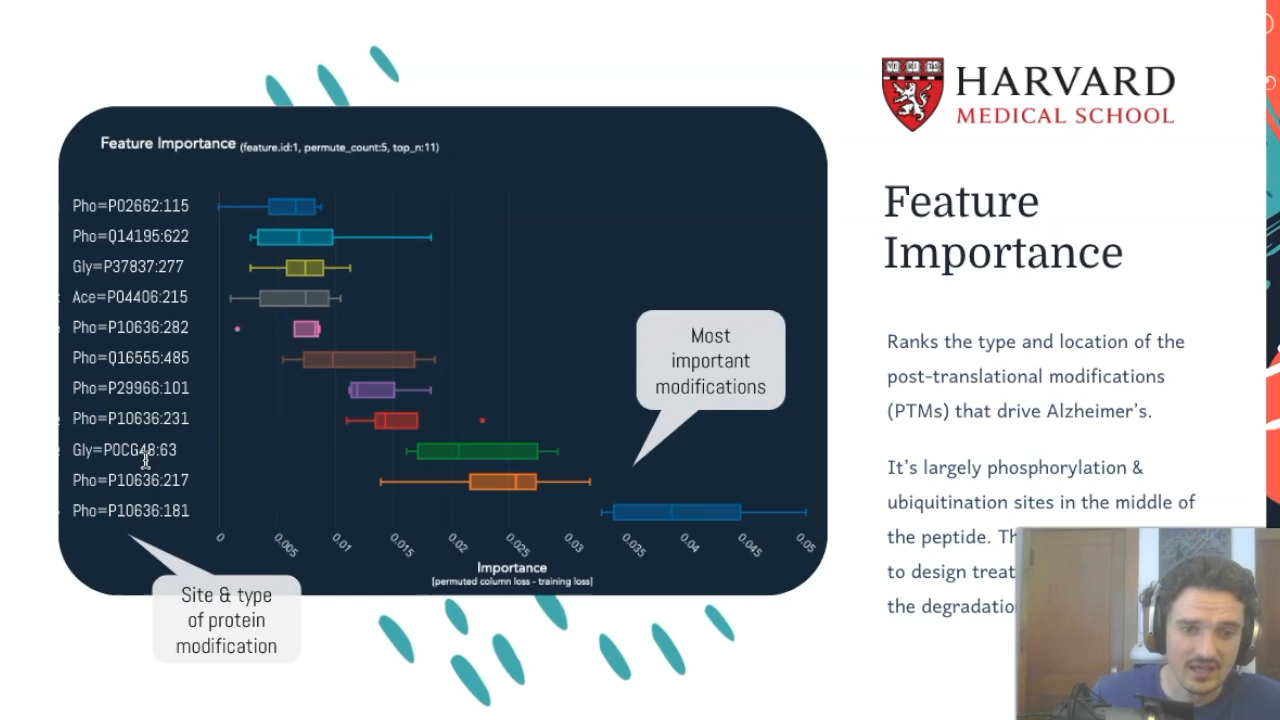 Feature Importance (feature.id:1, permute_count:5, top_n:11)
Pho=P02662:115
Pho=Q14195:622
Gly=P37837:277
Ace=P04406:215
Pho=P10636:282
Pho=Q16555:485
Pho=P29966:101
Pho=P10636:231
Gly=P0CG48:63
Pho=P10636:217
Pho=P10636:181
0 0.005 0.01 0.015 0.02 0.025 0.03 0.035 0.04 0.045 0.05
Importance
[permuted column loss - training loss]
Most
important
modifications
Site & type
of protein
modification
HARVARD
MEDICAL SCHOOL
Feature
Importance
Ranks the type and location of the
post-translational modifications
(PTMs) that drive Alzheimer's.
It's largely phosphorylation &
ubiquitination sites in the middle of
the peptide.
to design
the